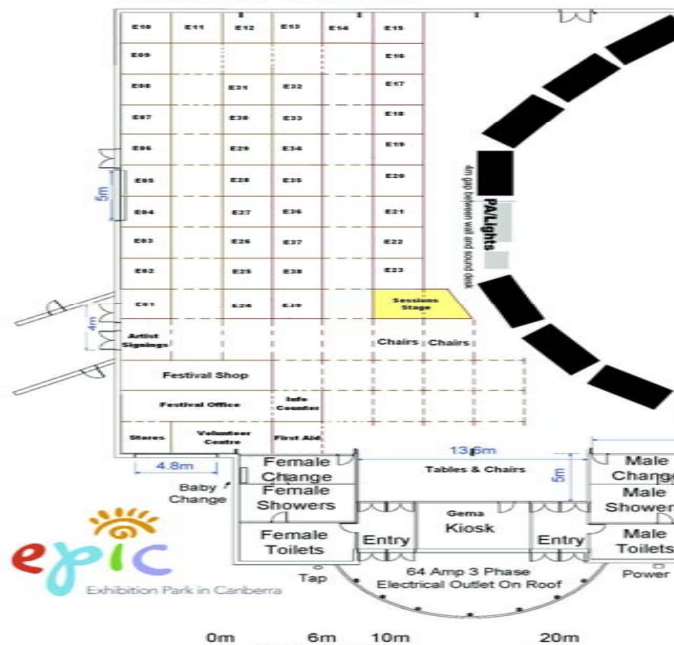 E10 E11 E12 E13 E14 E15
E09 E16
E08 E31 E32 E17
E07 E30 E33 E18
E06 E29 E34 E19
E05 E28 E35 E20
E04 E27 E36 E21
E03 E26 E37 E22
E02 E25 E38 E23
E01 E24 E39 Sessions
Stage
5m
4m
PA/Lights
4m gap between wall and sound desk
Artist
Signings
Chairs Chairs
Festival Shop
Festival Office
Info
Counter
Stores
Volunteer
Centre
First Aid
4.8m
13.6m
5m
Baby
Change
Female
Change
Female
Showers
Female
Toilets
Tables & Chairs
Gema
Kiosk
Entry
Entry
Male
Change
Male
Showers
Male
Toilets
Tap
64 Amp 3 Phase
Electrical Outlet On Roof
Power
epic
Exhibition Park in Canberra
0m 6m 10m 20m